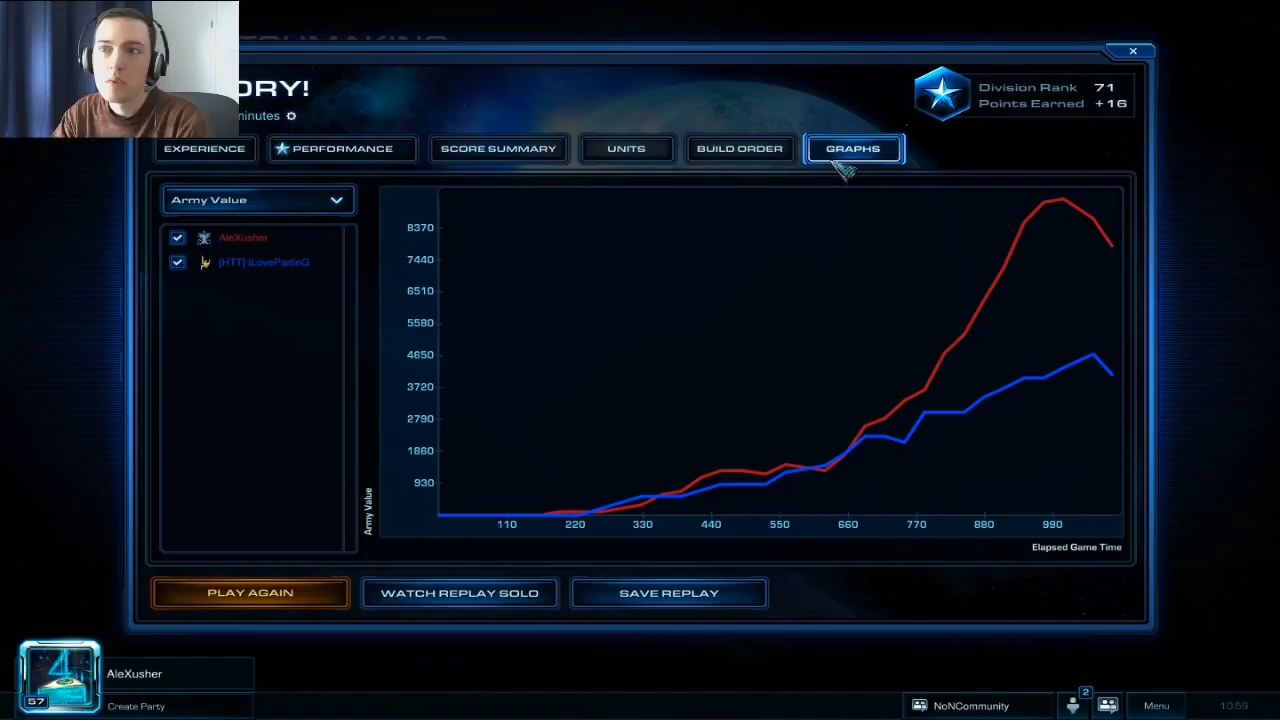 ORY!
minutes
Division Rank 71
Points Earned +16
EXPERIENCE
PERFORMANCE
SCORE SUMMARY
UNITS
BUILD ORDER
GRAPHS
Army Value
AleXusher
[HTT] iLovePartinG
8370
7440
6510
5580
4650
3720
2790
1860
930
Army Value
110 220 330 440 550 660 770 880 990
Elapsed Game Time
PLAY AGAIN
WATCH REPLAY SOLO
SAVE REPLAY
4
57
AleXusher
Create Party
NoNCommunity
2
Menu
10:59